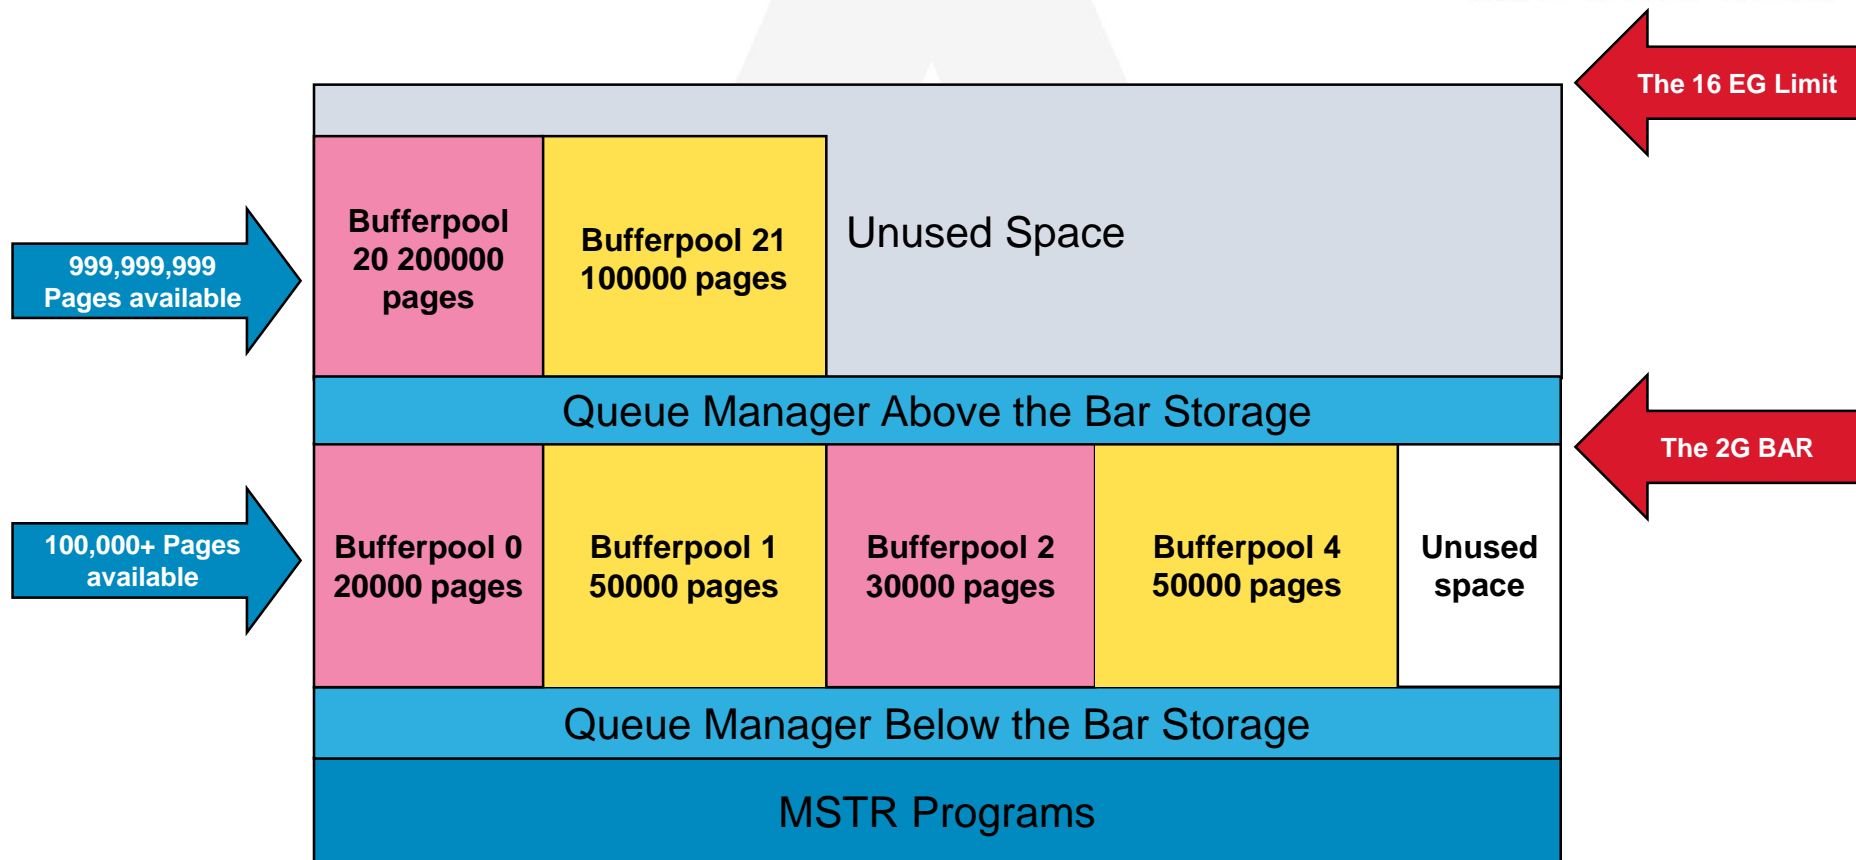 The 16 EG Limit
Bufferpool
20 200000
pages
Bufferpool 21
100000 pages
Unused Space
999,999,999
Pages available
Queue Manager Above the Bar Storage
The 2G BAR
100,000+ Pages
available
Bufferpool 0
20000 pages
Bufferpool 1
50000 pages
Bufferpool 2
30000 pages
Bufferpool 4
50000 pages
Unused
space
Queue Manager Below the Bar Storage
MSTR Programs